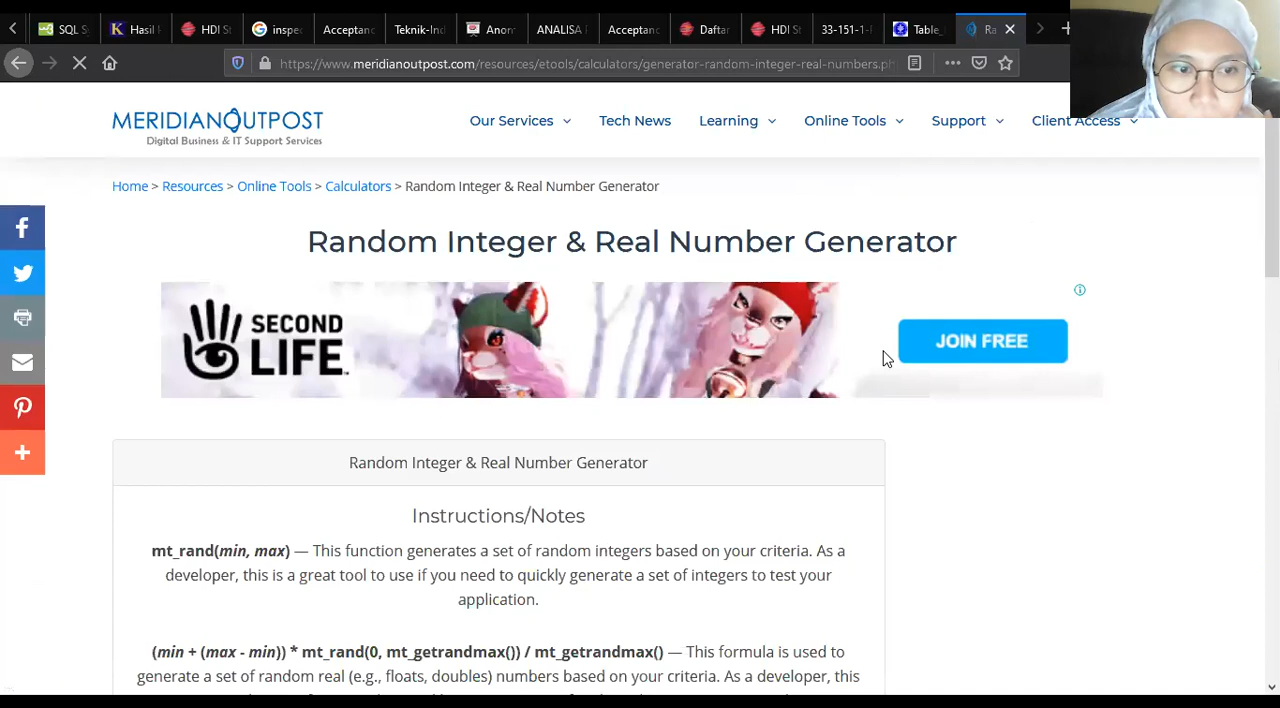 SQL S
Hasil
HDI St
inspe
Acceptanc
Teknik-Ind
Anom
ANALISA
Acceptanc
Daftar
HDI St
33-151-1-
Table_
Ra
https://www.meridianoutpost.com/resources/etools/calculators/generator-random-integer-real-numbers.ph
MERIDIANOUTPOST
Digital Business & IT Support Services
Our Services
Tech News
Learning
Online Tools
Support
Client Access
Home > Resources > Online Tools > Calculators > Random Integer & Real Number Generator
Random Integer & Real Number Generator
SECOND
LIFE™
JOIN FREE
Random Integer & Real Number Generator
Instructions/Notes
mt_rand(min, max) — This function generates a set of random integers based on your criteria. As a
developer, this is a great tool to use if you need to quickly generate a set of integers to test your
application.
(min + (max - min)) * mt_rand(0, mt_getrandmax()) / mt_getrandmax() — This formula is used to
generate a set of random real (e.g., floats, doubles) numbers based on your criteria. As a developer, this